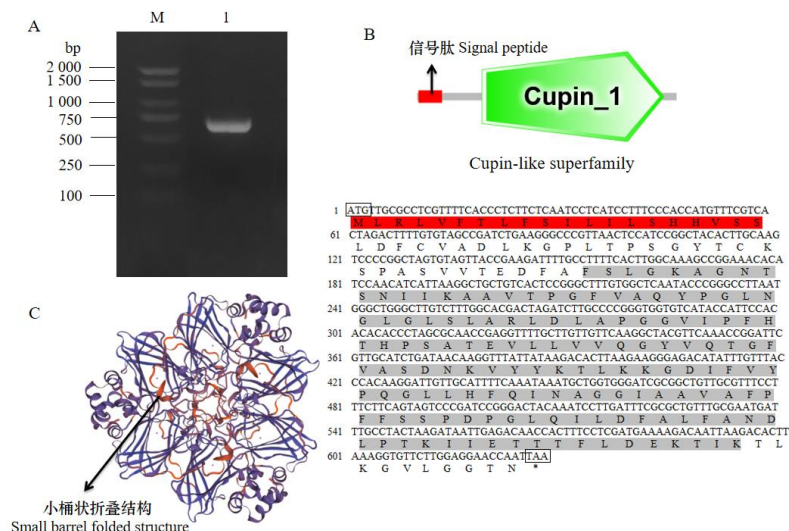 A
M 1
bp
2 000
1 500
1 000
750
500
250
100
B
信号肽 Signal peptide
Cupin_1
Cupin-like superfamily
1 ATGTTGCGCCTCGTTTTCACCCTCTTCTCAATCCTCATCCTTTCCCACCATGTTTCGTCA
M L R L V F T L F S I L I L S H H V S S
61 CTAGACTTTTGTGTAGCCGATCTGAAGGGCCCGTTAACTCCATCCGGCTACACTTGCAAG
L D F C V A D L K G P L T P S G Y T C K
121 TCCCCGGCTAGTGTAGTTACCGAAGATTTTGCCTTTTCACTTGGCAAAGCCGGAAACACA
S P A S V V T E D F A F S L G K A G N T
181 TCCAACATCATTAAGGCTGCTGTCACTCCGGGCTTTGTGGCTCAATACCCGGGCCTTAAT
S N I I K A A V T P G F V A Q Y P G L N
241 GGGCTGGGCTTGTCTTTGGCACGACTAGATCTTGCCCCGGGTGGTGTCATACCATTCCAC
G L G L S L A R L D L A P G G V I P F H
301 ACACACCCTAGCGCAACCGAGGTTTTGCTTGTTGTTCAAGGCTACGTTCAAACCGGATTC
T H P S A T E V L L V V Q G Y V Q T G F
361 GTTGCATCTGATAACAAGGTTTATTATAAGACACTTAAGAAGGGAGACATATTTGTTTAC
V A S D N K V Y Y K T L K K G D I F V Y
421 CCACAAGGATTGTTGCATTTTCAAATAAATGCTGGTGGGATCGCGGCTGTTGCGTTTCCT
P Q G L L H F Q I N A G G I A A V A F P
481 TTCTTCAGTAGTCCCGATCCGGGACTACAAATCCTTGATTTCGCGCTGTTTGCGAATGAT
F F S S P D P G L Q I L D F A L F A N D
541 TTGCCTACTAAGATAATTGAGACAACCACTTTCCTCGATGAAAAGACAATTAAGACACTT
L P T K I I E T T T F L D E K T I K T L
601 AAAGGTGTTCTTGGAGGAACCAATTAA
K G V L G G T N *
C
小桶状折叠结构
Small barrel folded structure